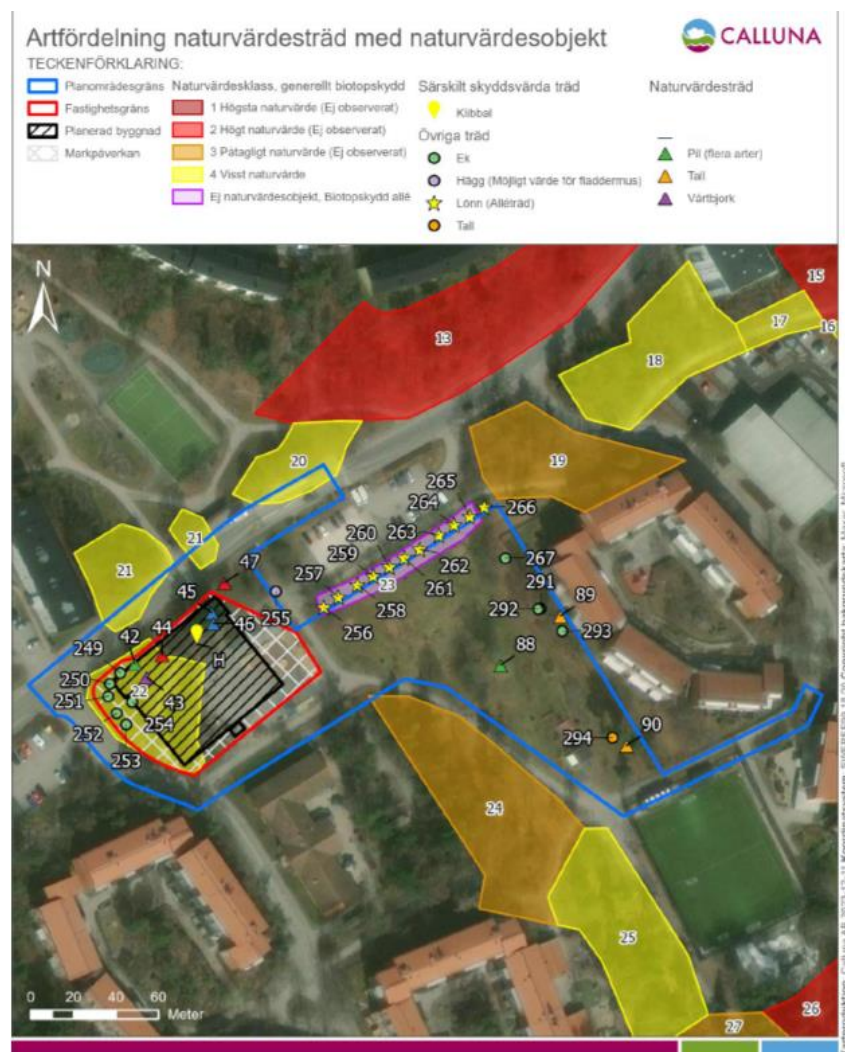 Artfördelning naturvärdesträd med naturvärdesobjekt
CALLUNA
TECKENFÖRKLARING:
Planområdesgräns
Fastighetsgräns
Planerad byggnad
Markpåverkan
Naturvärdesklass, generellt biotopskydd
1 Högsta naturvärde (Ej observerat)
2 Högt naturvärde (Ej observerat)
3 Påtagligt naturvärde (Ej observerat)
4 Visst naturvärde
Ej naturvärdesobjekt, Biotopskydd allé
Särskilt skyddsvärda träd
Klibbal
Övriga träd
Ek
Hägg (Möjligt värde för fladdermus)
Lönn (Alléträd)
Tall
Naturvärdesträd
Pil (flera arter)
Tall
Vårtbjörk
N
15
16
17
13
18
20
19
265
264
266
21
21
260
263
259
267
47
257
262
291
45
23
261
292
89
258
255
256
293
46
44
42
249
H
88
250
22
251
43
254
252
294
90
253
24
25
26
27
0 20 40 60
Meter